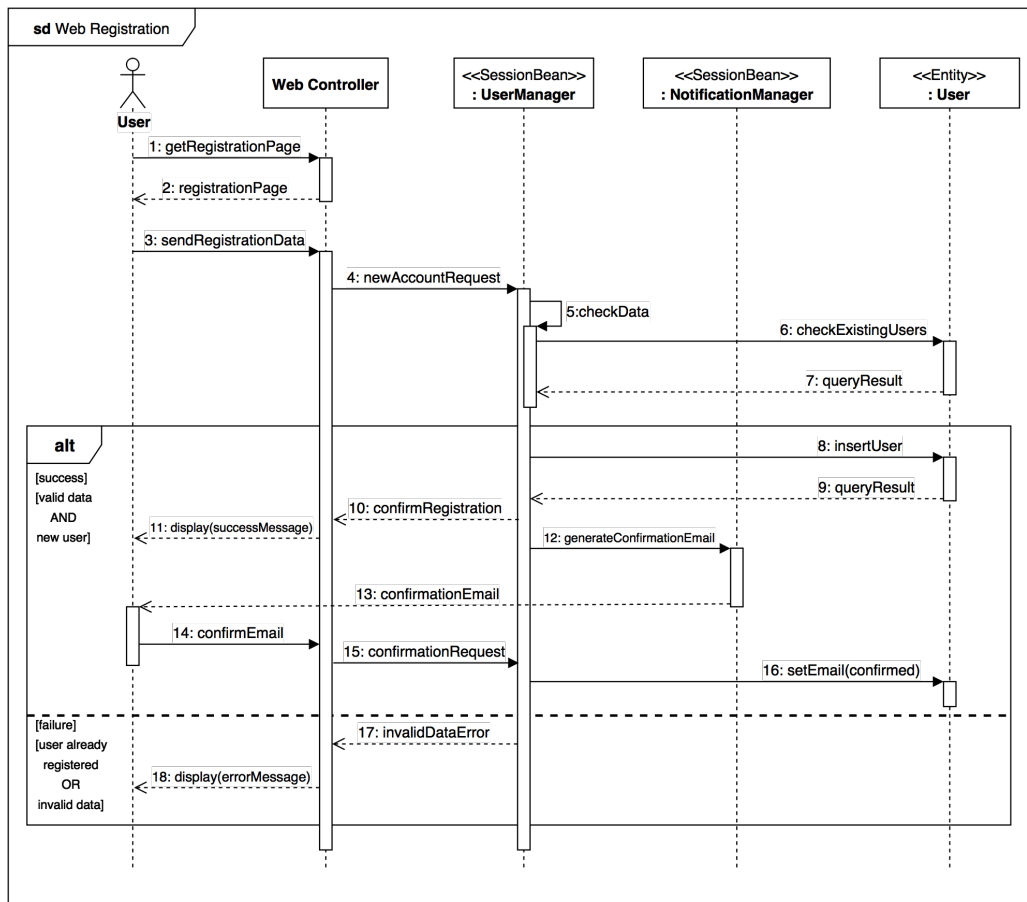 sd Web Registration
User
Web Controller
<<SessionBean>>
: UserManager
<<SessionBean>>
: NotificationManager
<<Entity>>
: User
1: getRegistrationPage
2: registrationPage
3: sendRegistrationData
4: newAccountRequest
5:checkData
6: checkExistingUsers
7: queryResult
alt
[success]
[valid data
AND
new user]
8: insertUser
9: queryResult
10: confirmRegistration
11: display(successMessage)
12: generateConfirmationEmail
13: confirmationEmail
14: confirmEmail
15: confirmationRequest
16: setEmail(confirmed)
[failure]
[user already
registered
OR
invalid data]
17: invalidDataError
18: display(errorMessage)